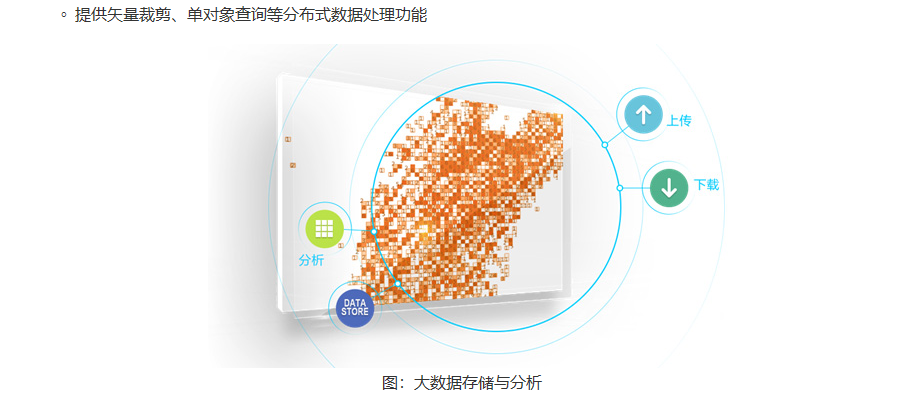 提供矢量裁剪、单对象查询等分布式数据处理功能
上传
下载
分析
DATA
STORE
图：大数据存储与分析